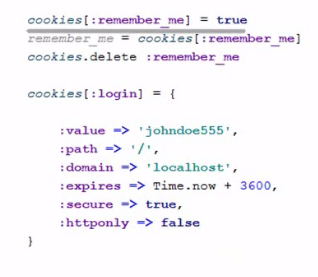 cookies[:remember_me] = true
remember_me = cookies[:remember_me]
cookies.delete :remember_me
cookies[:login] = {
:value => 'johndoe555',
:path => '/',
:domain => 'localhost',
:expires => Time.now + 3600,
:secure => true,
:httponly => false
}